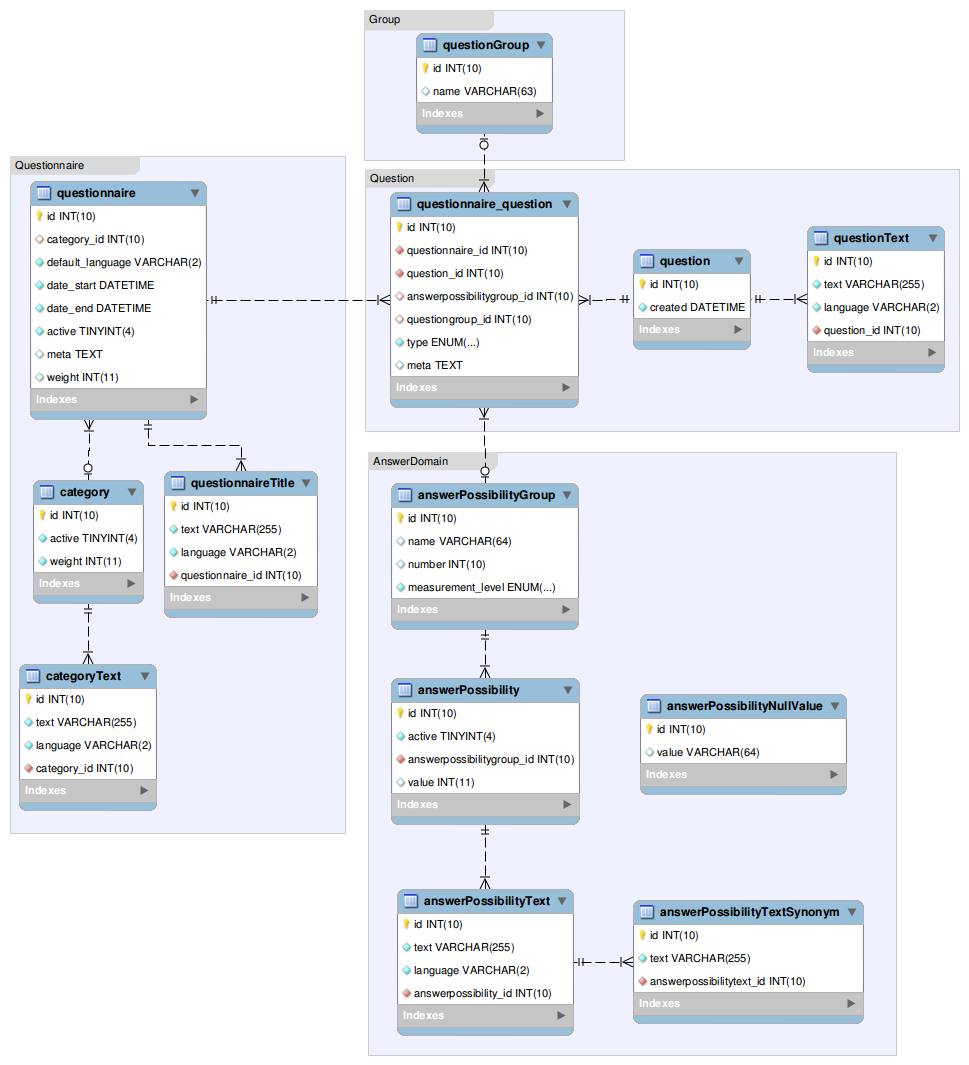 Group
questionGroup
id INT(10)
name VARCHAR(63)
Indexes
Questionnaire
questionnaire
id INT(10)
category_id INT(10)
default_language VARCHAR(2)
date_start DATETIME
date_end DATETIME
active TINYINT(4)
meta TEXT
weight INT(11)
Indexes
category
id INT(10)
active TINYINT(4)
weight INT(11)
Indexes
questionnaireTitle
id INT(10)
text VARCHAR(255)
language VARCHAR(2)
questionnaire_id INT(10)
Indexes
categoryText
id INT(10)
text VARCHAR(255)
language VARCHAR(2)
category_id INT(10)
Indexes
Question
questionnaire_question
id INT(10)
questionnaire_id INT(10)
question_id INT(10)
answerpossibilitygroup_id INT(10)
questiongroup_id INT(10)
type ENUM(...)
meta TEXT
Indexes
question
id INT(10)
created DATETIME
Indexes
questionText
id INT(10)
text VARCHAR(255)
language VARCHAR(2)
question_id INT(10)
Indexes
AnswerDomain
answerPossibilityGroup
id INT(10)
name VARCHAR(64)
number INT(10)
measurement_level ENUM(...)
Indexes
answerPossibility
id INT(10)
active TINYINT(4)
answerpossibilitygroup_id INT(10)
value INT(11)
Indexes
answerPossibilityNullValue
id INT(10)
value VARCHAR(64)
Indexes
answerPossibilityText
id INT(10)
text VARCHAR(255)
language VARCHAR(2)
answerpossibility_id INT(10)
Indexes
answerPossibilityTextSynonym
id INT(10)
text VARCHAR(255)
answerpossibilitytext_id INT(10)
Indexes